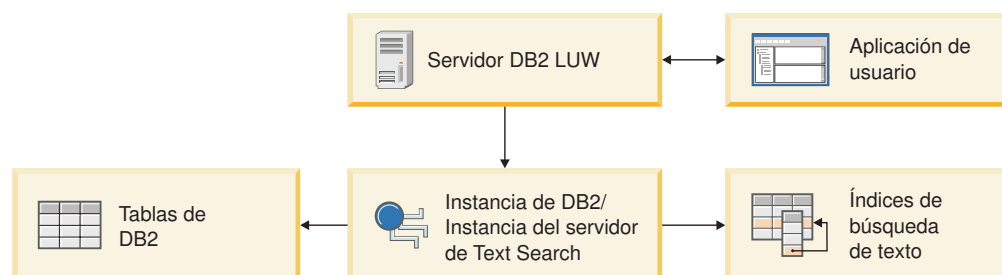 Servidor DB2 LUW
Aplicación de
usuario
Tablas de
DB2
Instancia de DB2/
Instancia del servidor
de Text Search
Índices de
búsqueda
de texto